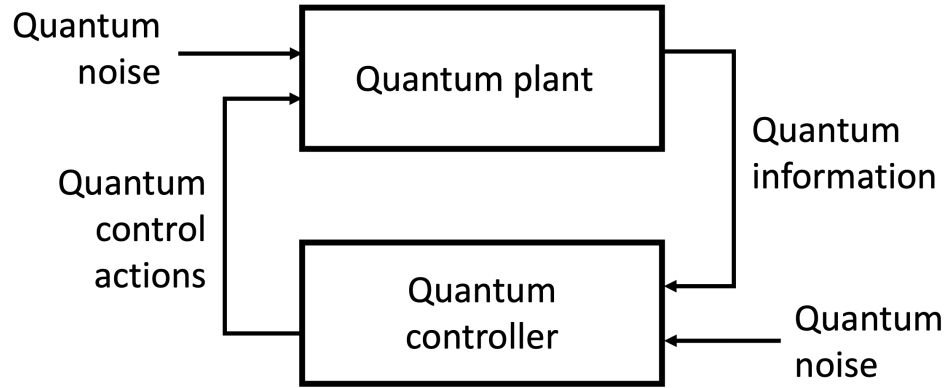 Quantum
noise
Quantum plant
Quantum
information
Quantum
control
actions
Quantum
controller
Quantum
noise